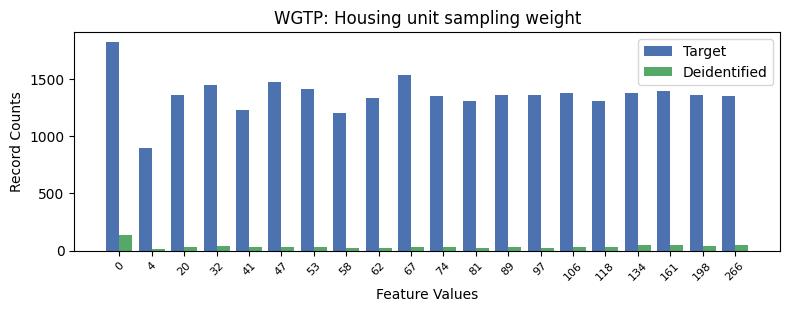 WGTP: Housing unit sampling weight
Target
Deidentified
Record Counts
1500
1000
500
0
0 4 20 32 41 47 53 58 62 67 74 81 89 97 106 118 134 161 198 266
Feature Values